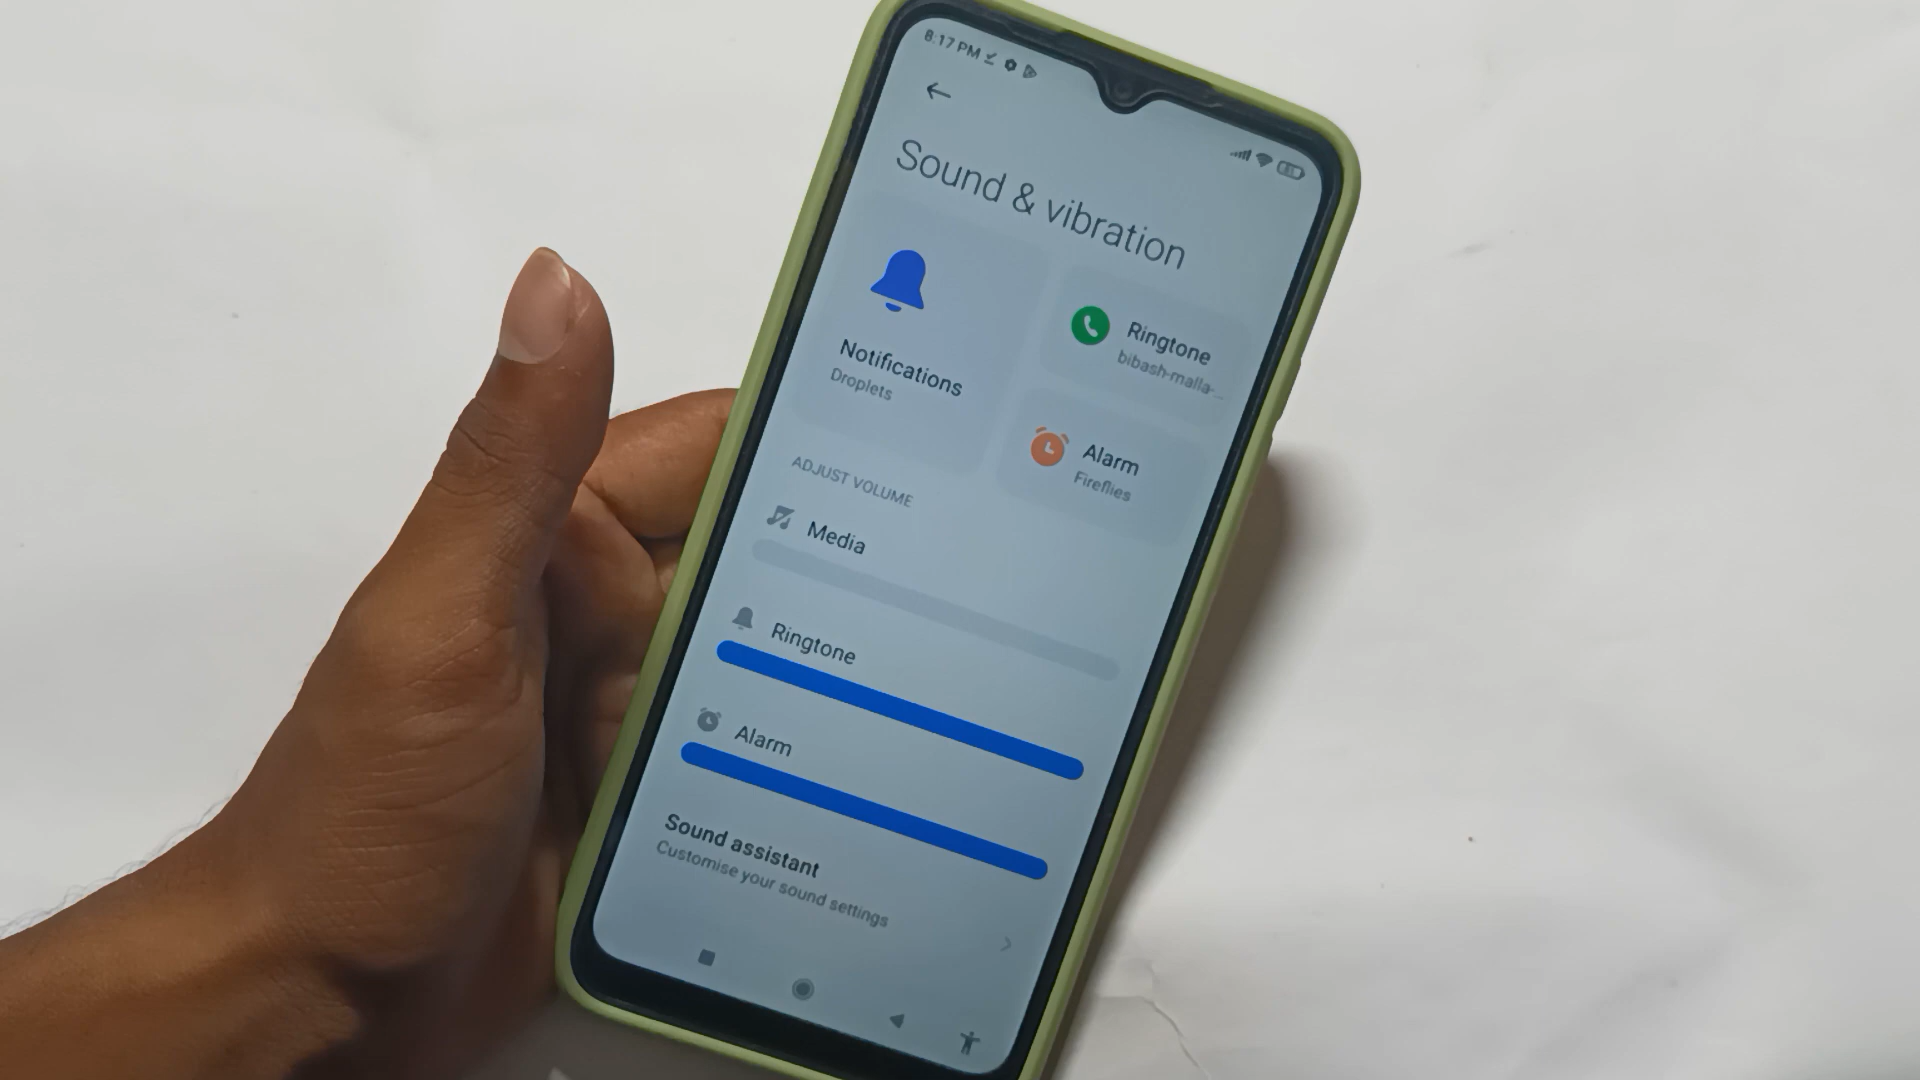 8:17 PM
Sound & vibration
Notifications
Droplets
Ringtone
bibash-malla-...
Alarm
Fireflies
ADJUST VOLUME
Media
Ringtone
Alarm
Sound assistant
Customise your sound settings